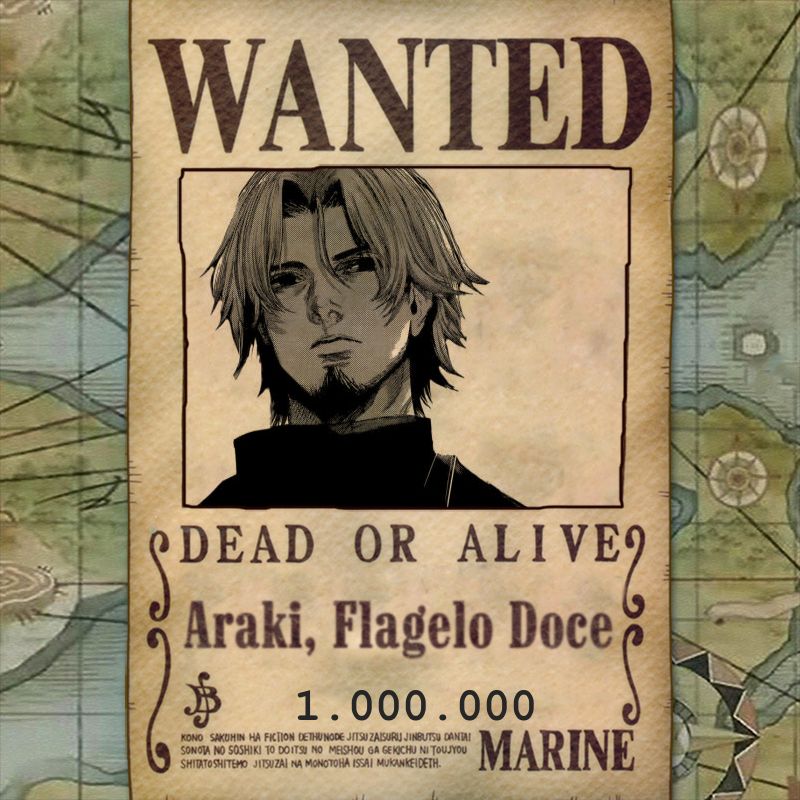 WANTED
DEAD OR ALIVE
Araki, Flagelo Doce
1.000.000
KONO SAKUHIN HA FICTION DETHUNODE JITSUZAISURU JINBUTSU DANTAI
SONOTA NO SOSHIKI TO DOITSU NO MEISHOU GA GEKICHU NI TOUJYOU
SHITATOSHITEMO JITSUZAI NA MONOTOHA ISSAI MUKANKEIDETH.
MARINE